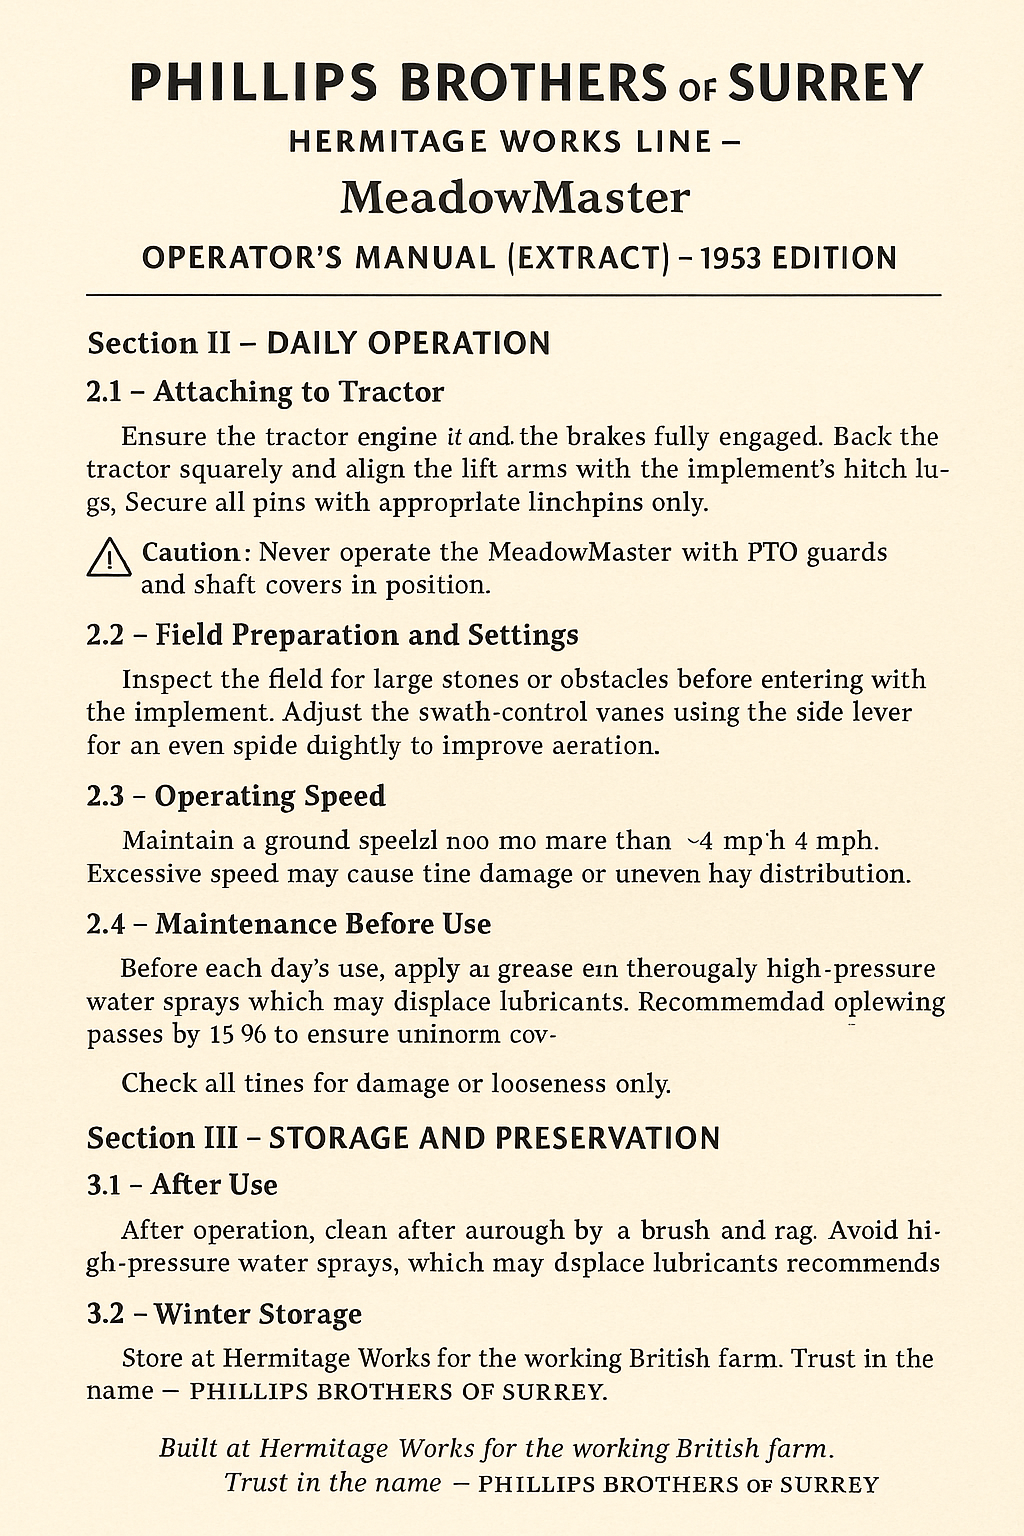 PHILLIPS BROTHERS OF SURREY
HERMITAGE WORKS LINE –
MeadowMaster
OPERATOR'S MANUAL (EXTRACT) – 1953 EDITION
Section II – DAILY OPERATION
2.1 – Attaching to Tractor
Ensure the tractor engine it and. the brakes fully engaged. Back the
tractor squarely and align the lift arms with the implement's hitch lu-
gs, Secure all pins with approprlate linchpins only.
Caution: Never operate the MeadowMaster with PTO guards
and shaft covers in position.
2.2 – Field Preparation and Settings
Inspect the field for large stones or obstacles before entering with
the implement. Adjust the swath-control vanes using the side lever
for an even spide duightly to improve aeration.
2.3 – Operating Speed
Maintain a ground speelzl noo mo mare than ~4 mp'h 4 mph.
Excessive speed may cause tine damage or uneven hay distribution.
2.4 – Maintenance Before Use
Before each day's use, apply aı grease eın therougaly high-pressure
water sprays which may displace lubricants. Recommemdad oplewing
passes by 15 96 to ensure uninorm cov-
Check all tines for damage or looseness only.
Section III – STORAGE AND PRESERVATION
3.1 – After Use
After operation, clean after aurough by a brush and rag. Avoid hi-
gh-pressure water sprays, which may dsplace lubricants recommends
3.2 – Winter Storage
Store at Hermitage Works for the working British farm. Trust in the
name – PHILLIPS BROTHERS OF SURREY.
Built at Hermitage Works for the working British farm.
Trust in the name – PHILLIPS BROTHERS OF SURREY